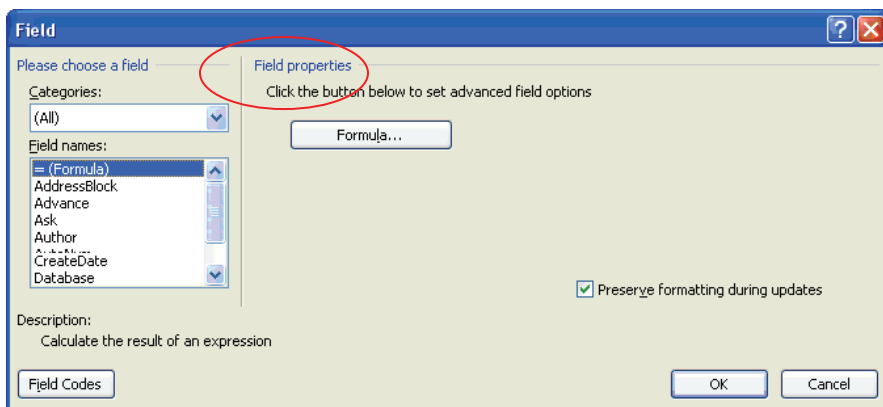 Field
Please choose a field
Categories:
(All)
Field names:
= (Formula)
AddressBlock
Advance
Ask
Author
CreateDate
Database
Field properties
Click the button below to set advanced field options
Formula...
Preserve formatting during updates
Description:
Calculate the result of an expression
Field Codes
OK
Cancel